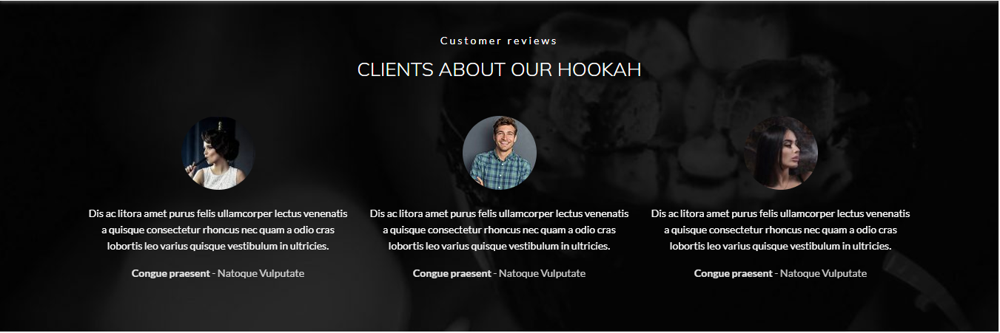 Customer reviews
CLIENTS ABOUT OUR HOOKAH
Dis ac litora amet purus felis ullamcorper lectus venenatis
a quisque consectetur rhoncus nec quam a odio cras
lobortis leo varius quisque vestibulum in ultricies.
Congue praesent - Natoque Vulputate
Dis ac litora amet purus felis ullamcorper lectus venenatis
a quisque consectetur rhoncus nec quam a odio cras
lobortis leo varius quisque vestibulum in ultricies.
Congue praesent - Natoque Vulputate
Dis ac litora amet purus felis ullamcorper lectus venenatis
a quisque consectetur rhoncus nec quam a odio cras
lobortis leo varius quisque vestibulum in ultricies.
Congue praesent - Natoque Vulputate